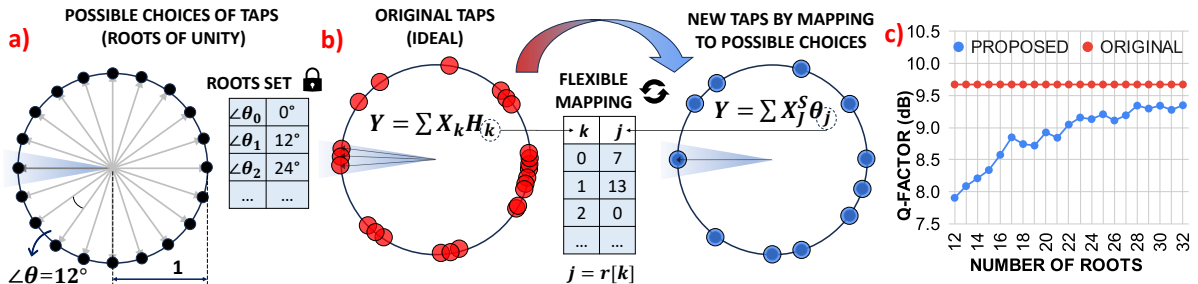 a)
POSSIBLE CHOICES OF TAPS
(ROOTS OF UNITY)
ROOTS SET
∠θ₀ 0°
∠θ₁ 12°
∠θ₂ 24°
... ...
∠θ=12°
1
b)
ORIGINAL TAPS
(IDEAL)
Y = ∑ XₖHₖ
FLEXIBLE
MAPPING
k j
0 7
1 13
2 0
... ...
j = r[k]
NEW TAPS BY MAPPING
TO POSSIBLE CHOICES
Y = ∑ Xⱼˢθⱼ
c)
10.5
PROPOSED ORIGINAL
10.0
9.5
9.0
8.5
8.0
7.5
Q-FACTOR (dB)
12 14 16 18 20 22 24 26 28 30 32
NUMBER OF ROOTS